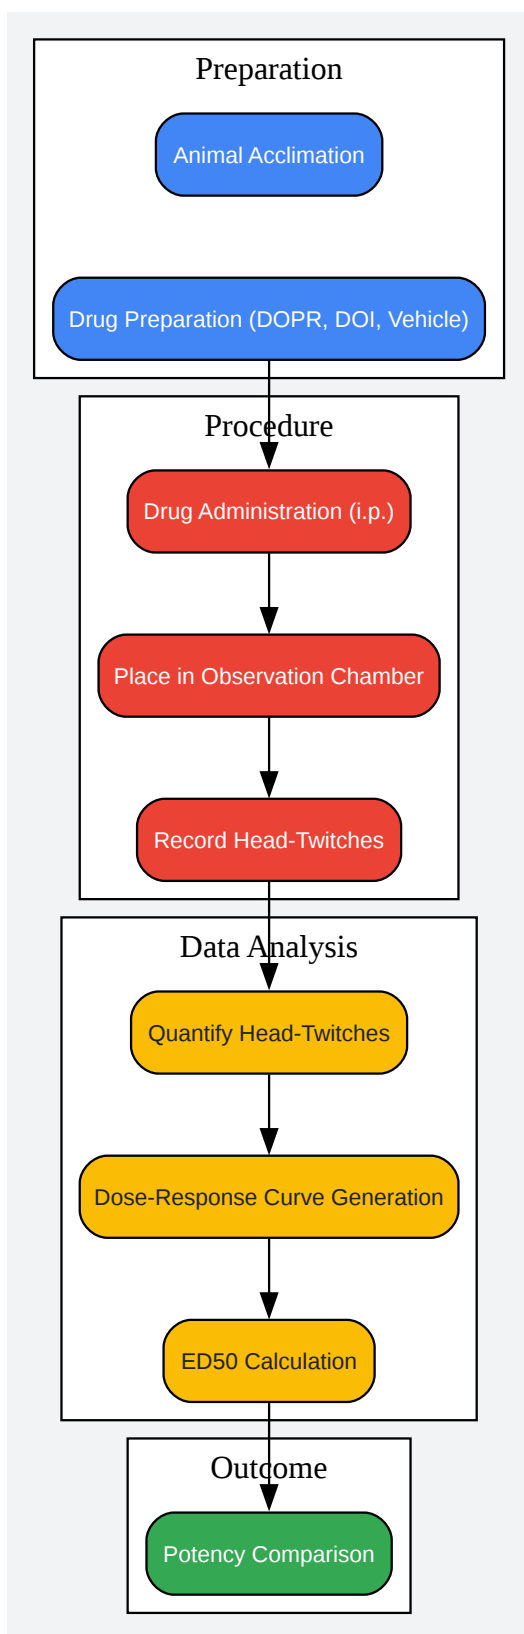 Preparation
Animal Acclimation
Drug Preparation (DOPR, DOI, Vehicle)
Procedure
Drug Administration (i.p.)
Place in Observation Chamber
Record Head-Twitches
Data Analysis
Quantify Head-Twitches
Dose-Response Curve Generation
ED50 Calculation
Outcome
Potency Comparison